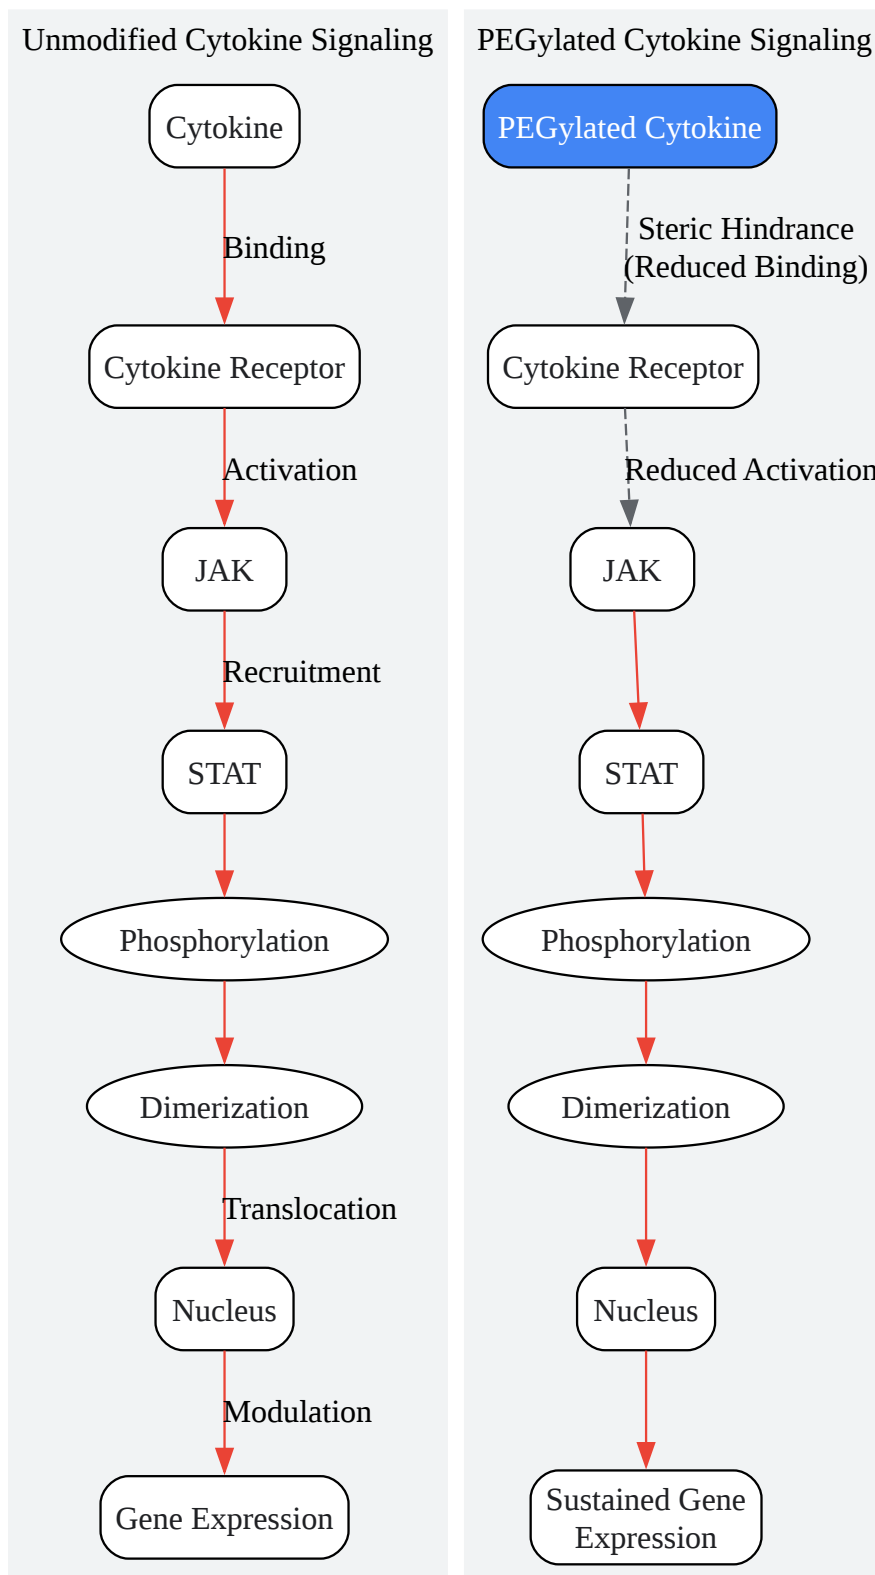 Unmodified Cytokine Signaling
Cytokine
Binding
Cytokine Receptor
Activation
JAK
Recruitment
STAT
Phosphorylation
Dimerization
Translocation
Nucleus
Modulation
Gene Expression
PEGylated Cytokine Signaling
PEGylated Cytokine
Steric Hindrance
(Reduced Binding)
Cytokine Receptor
Reduced Activation
JAK
STAT
Phosphorylation
Dimerization
Nucleus
Sustained Gene
Expression